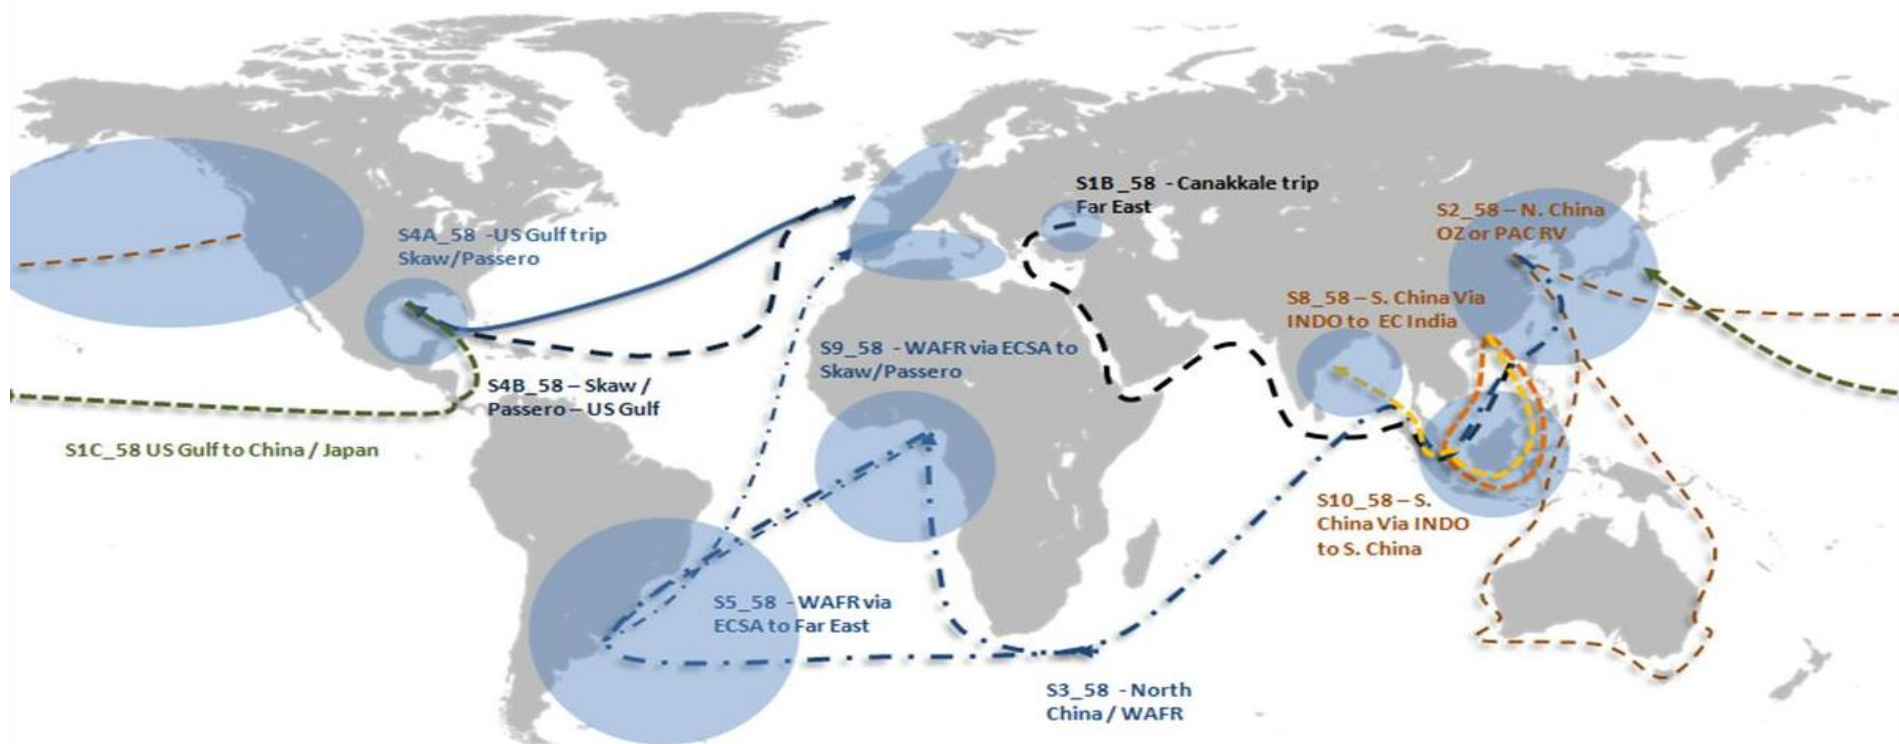 S1B_58 - Canakkale trip
Far East
S2_58 – N. China
OZ or PAC RV
S4A_58 -US Gulf trip
Skaw/Passero
S8_58 – S. China Via
INDO to EC India
S9_58 - WAFR via ECSA to
Skaw/Passero
S4B_58 – Skaw /
Passero – US Gulf
S1C_58 US Gulf to China / Japan
S10_58 – S.
China Via INDO
to S. China
S5_58 - WAFR via
ECSA to Far East
S3_58 - North
China / WAFR